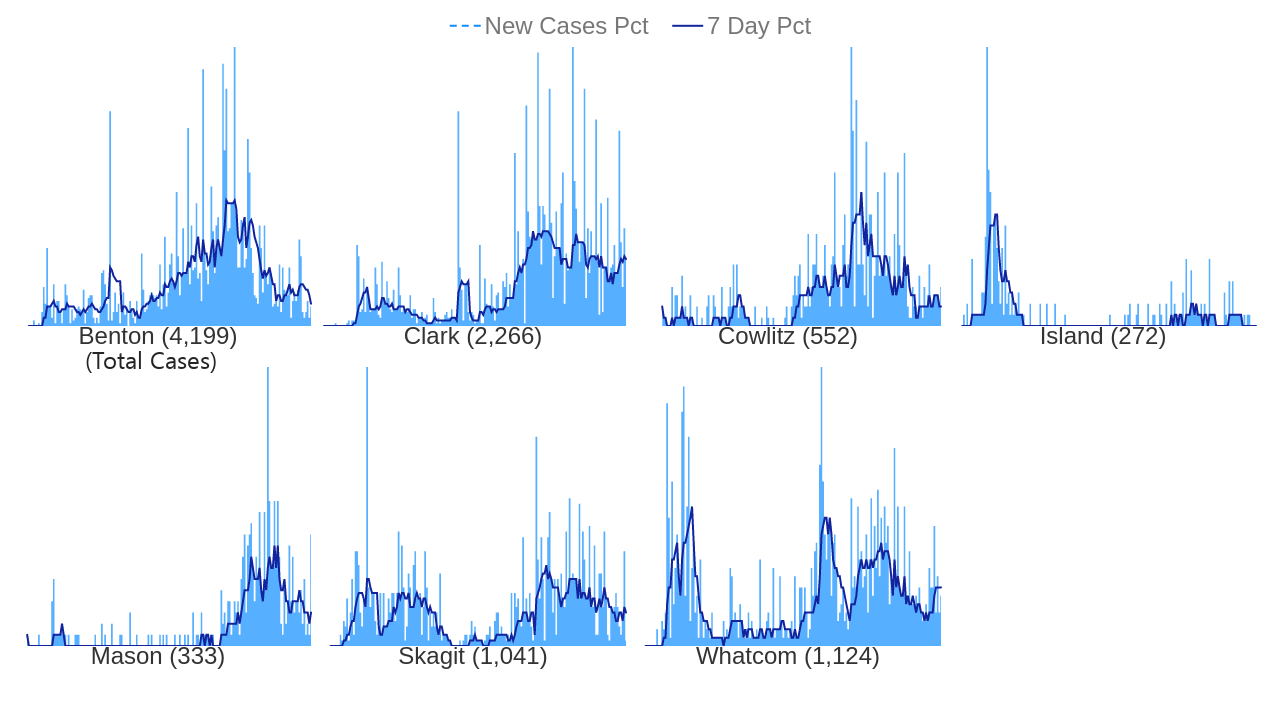 New Cases Pct 7 Day Pct
Benton (4,199) Clark (2,266) Cowlitz (552) Island (272)
(Total Cases)
Mason (333) Skagit (1,041) Whatcom (1,124)